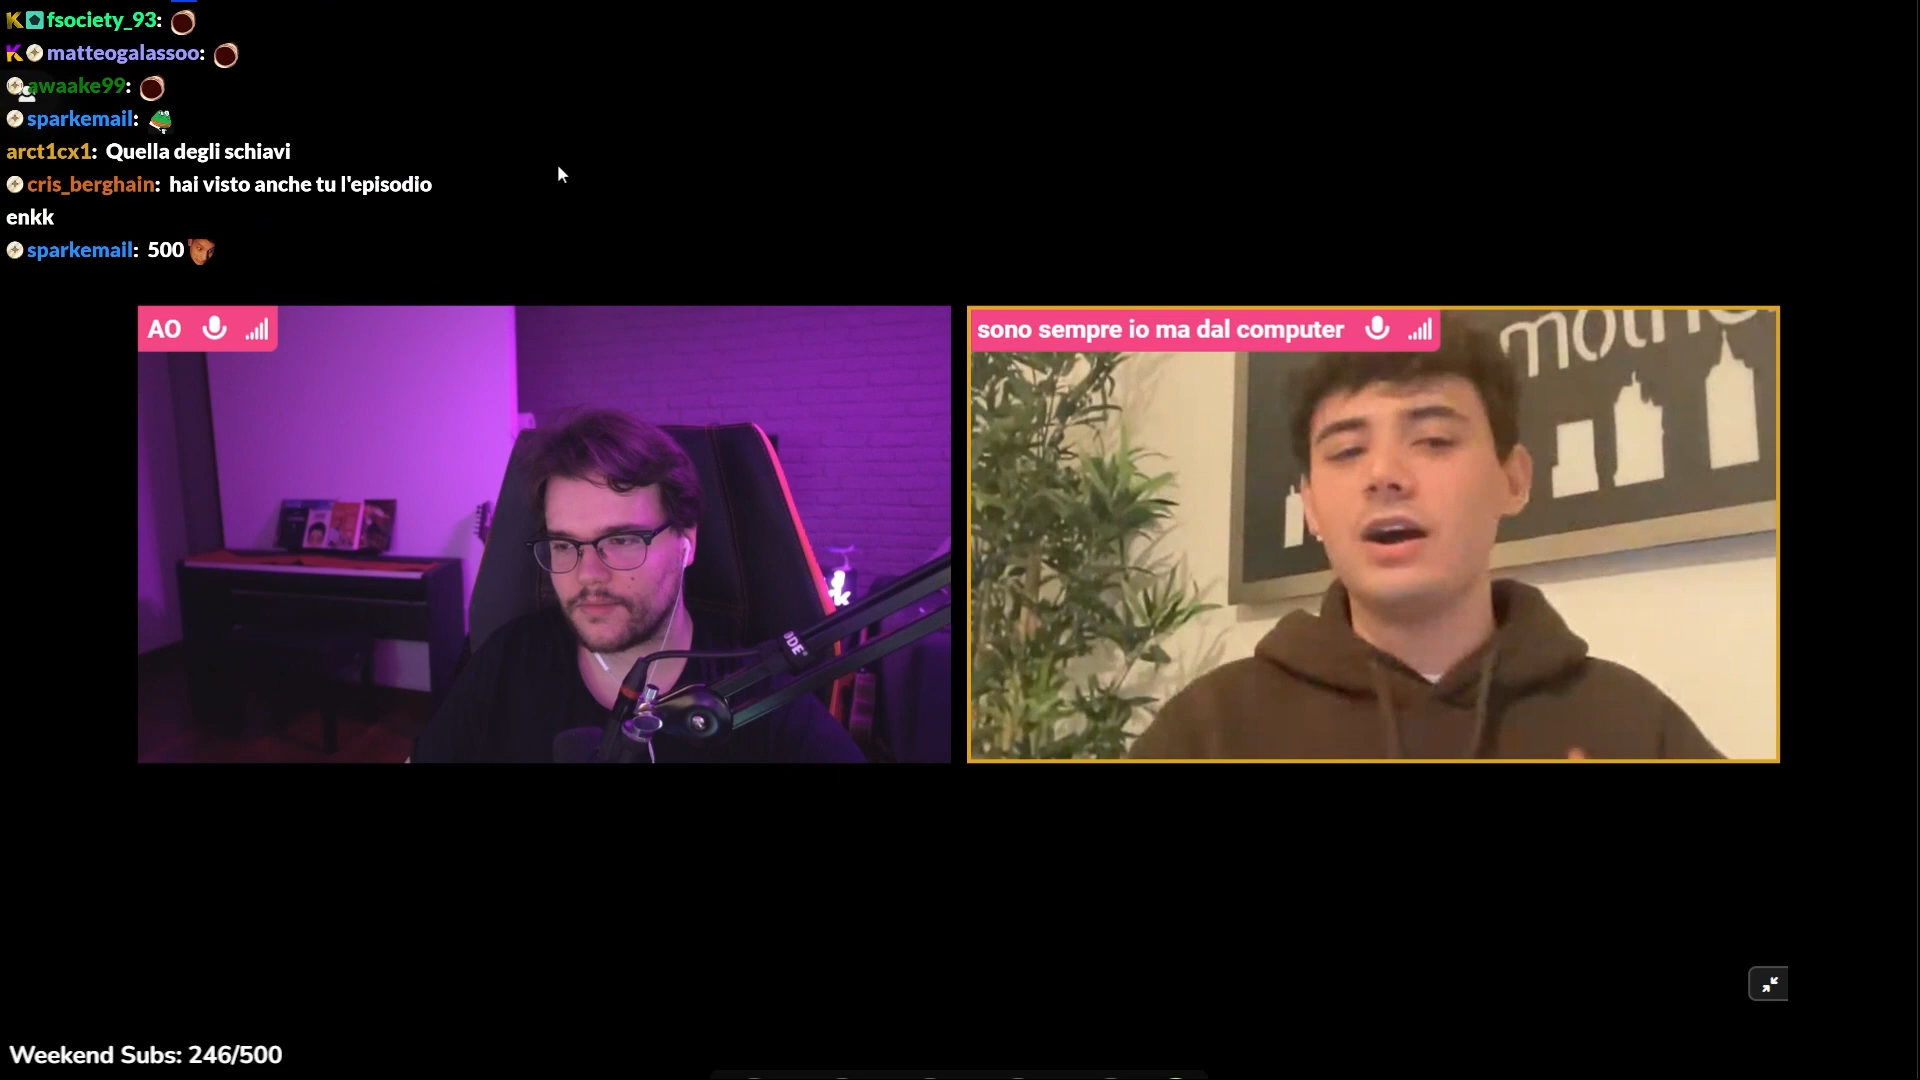 fsociety_93:
matteogalassoo:
awaake99:
sparkemail:
arct1cx1: Quella degli schiavi
cris_berghain: hai visto anche tu l'episodio
enkk
sparkemail: 500
AO
sono sempre io ma dal computer
Weekend Subs: 246/500